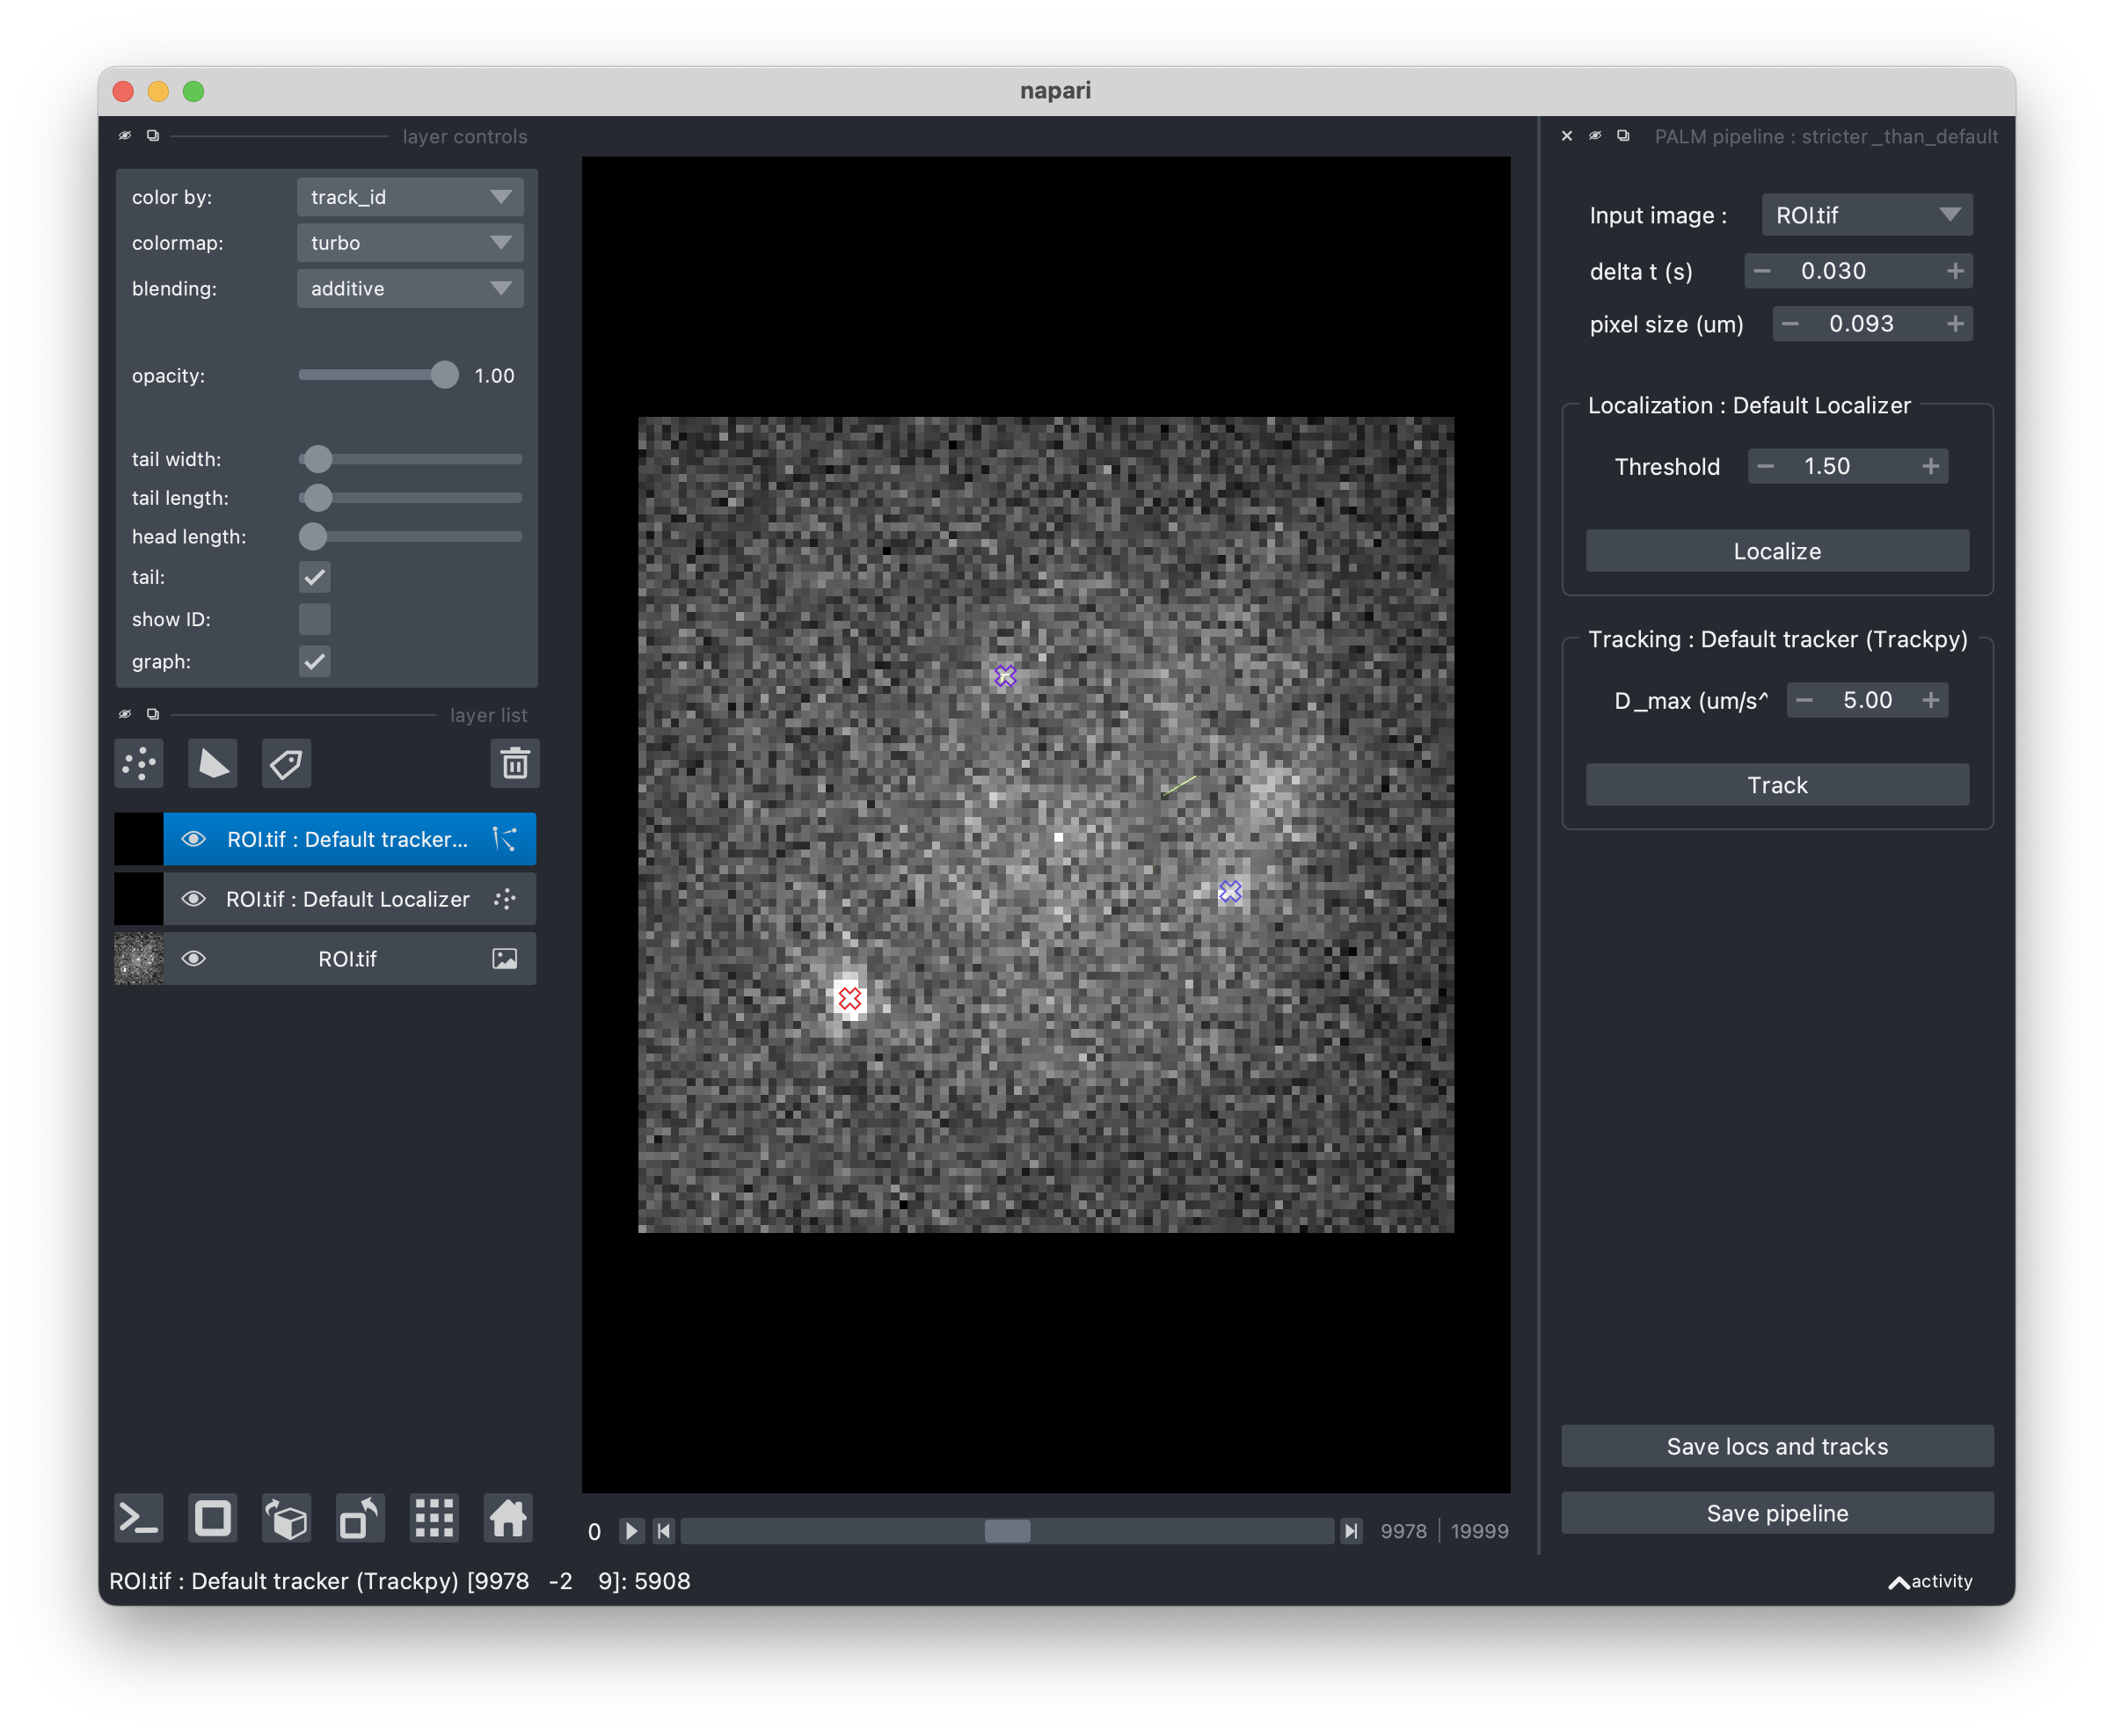 napari
layer controls
color by: track_id
colormap: turbo
blending: additive
opacity: 1.00
tail width:
tail length:
head length:
tail:
show ID:
graph:
layer list
ROI.tif : Default tracker...
ROI.tif : Default Localizer
ROI.tif
0
9978 | 19999
ROI.tif : Default tracker (Trackpy) [9978 -2 9]: 5908
activity
PALM pipeline : stricter_than_default
Input image : ROI.tif
delta t (s) − 0.030 +
pixel size (um) − 0.093 +
Localization : Default Localizer
Threshold − 1.50 +
Localize
Tracking : Default tracker (Trackpy)
D_max (um/s^ − 5.00 +
Track
Save locs and tracks
Save pipeline